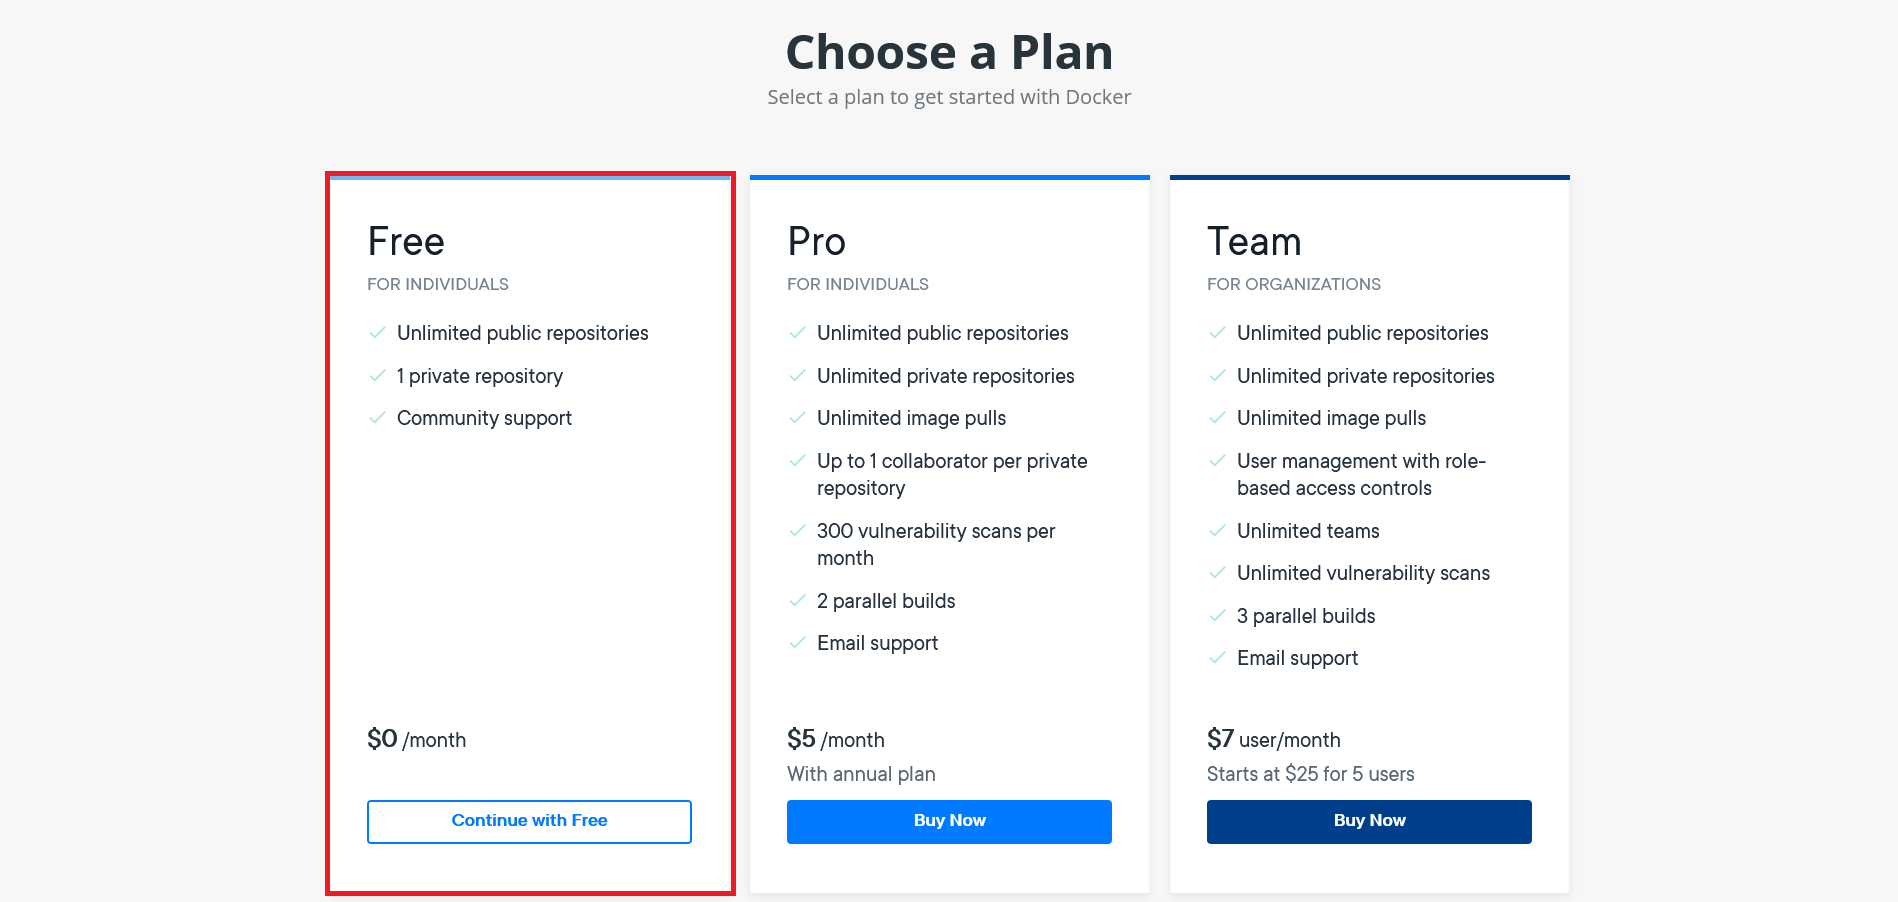 Choose a Plan
Select a plan to get started with Docker
Free
FOR INDIVIDUALS
Unlimited public repositories
1 private repository
Community support
$0 /month
Continue with Free
Pro
FOR INDIVIDUALS
Unlimited public repositories
Unlimited private repositories
Unlimited image pulls
Up to 1 collaborator per private
repository
300 vulnerability scans per
month
2 parallel builds
Email support
$5 /month
With annual plan
Buy Now
Team
FOR ORGANIZATIONS
Unlimited public repositories
Unlimited private repositories
Unlimited image pulls
User management with role-
based access controls
Unlimited teams
Unlimited vulnerability scans
3 parallel builds
Email support
$7 user/month
Starts at $25 for 5 users
Buy Now